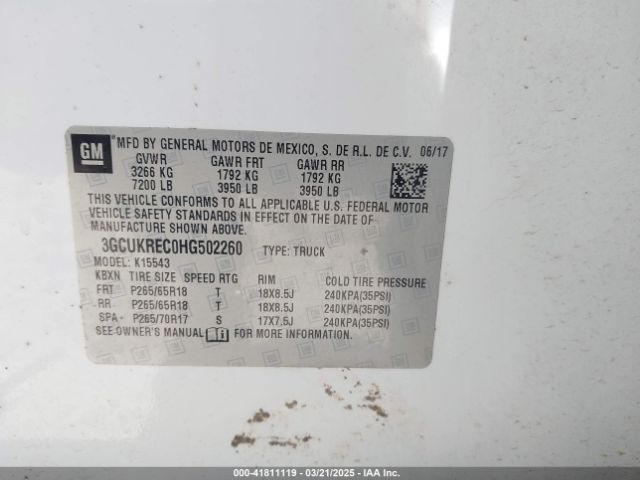 GM
MFD BY GENERAL MOTORS DE MEXICO, S. DE R.L. DE C.V. 06/17
GVWR GAWR FRT GAWR RR
3266 KG 1792 KG 1792 KG
7200 LB 3950 LB 3950 LB
THIS VEHICLE CONFORMS TO ALL APPLICABLE U.S. FEDERAL MOTOR
VEHICLE SAFETY STANDARDS IN EFFECT ON THE DATE OF
MANUFACTURE SHOWN ABOVE.
3GCUKREC0HG502260 TYPE: TRUCK
MODEL: K15543
KBXN TIRE SIZE SPEED RTG RIM COLD TIRE PRESSURE
FRT P265/65R18 T 18X8.5J 240KPA(35PSI)
RR P265/65R18 T 18X8.5J 240KPA(35PSI)
SPA- P265/70R17 S 17X7.5J 240KPA(35PSI)
SEE OWNER'S MANUAL FOR MORE INFORMATION.
000-41811119 | 03/21/2025 | IAA Inc.